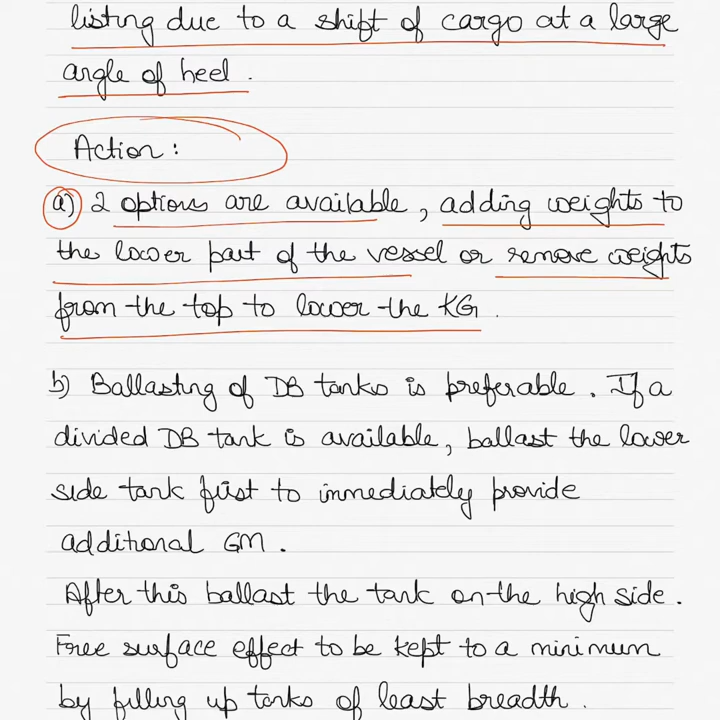 listing due to a shift of cargo at a large
angle of heel.
Action:
a) 2 options are available, adding weights to
the lower part of the vessel or remove weights
from the top to lower the KG.
b) Ballasting of DB tanks is preferable. If a
divided DB tank is available, ballast the lower
side tank first to immediately provide
additional GM.
After this ballast the tank on the high side.
Free surface effect to be kept to a minimum
by filling up tanks of least breadth.